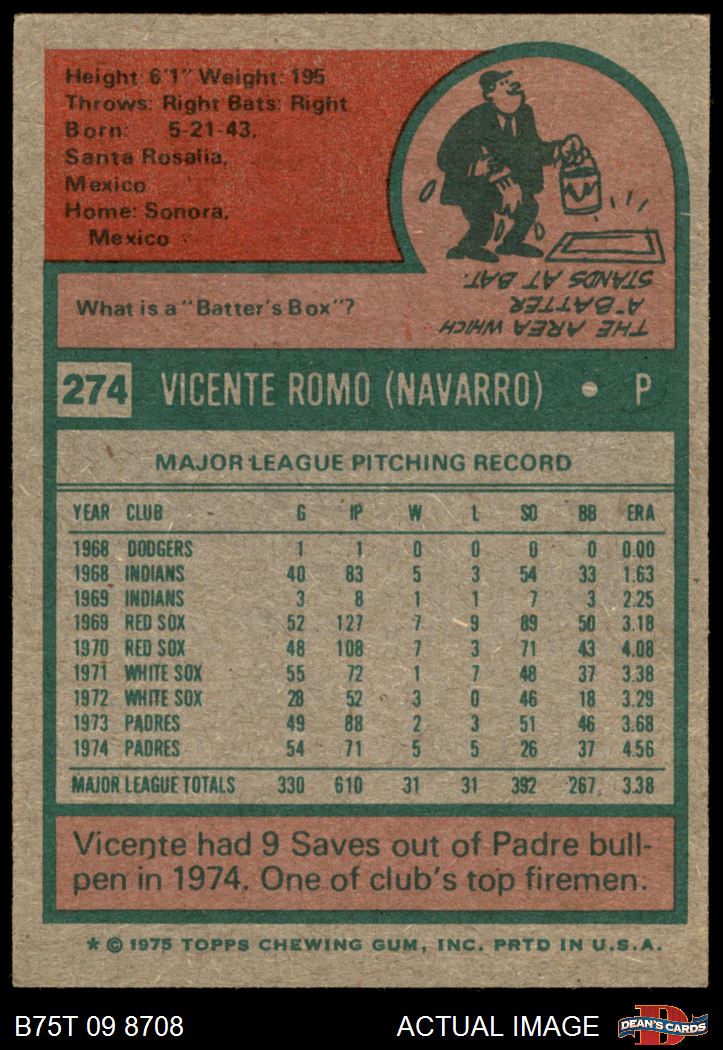 Height: 6'1" Weight: 195
Throws: Right Bats: Right
Born: 5-21-43,
Santa Rosalia,
Mexico
Home: Sonora,
Mexico
What is a "Batter's Box"?
THE AREA WHICH
A BATTER
STANDS AT BAT.
274 VICENTE ROMO (NAVARRO) • P
MAJOR LEAGUE PITCHING RECORD
YEAR CLUB G IP W L SO BB ERA
1968 DODGERS 1 1 0 0 0 0 0.00
1968 INDIANS 40 83 5 3 54 33 1.63
1969 INDIANS 3 8 1 1 7 3 2.25
1969 RED SOX 52 127 7 9 89 50 3.18
1970 RED SOX 48 108 7 3 71 43 4.08
1971 WHITE SOX 55 72 1 7 48 37 3.38
1972 WHITE SOX 28 52 3 0 46 18 3.29
1973 PADRES 49 88 2 3 51 46 3.68
1974 PADRES 54 71 5 5 26 37 4.56
MAJOR LEAGUE TOTALS 330 610 31 31 392 267 3.38
Vicente had 9 Saves out of Padre bull-
pen in 1974. One of club's top firemen.
* © 1975 TOPPS CHEWING GUM, INC. PRTD IN U.S.A.
B75T 09 8708 ACTUAL IMAGE D DEAN'S CARDS